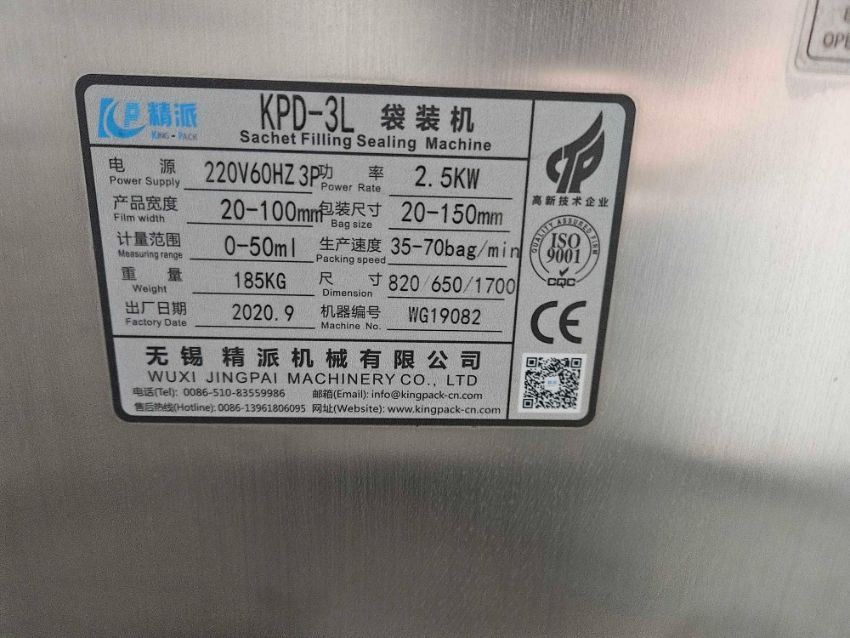 精派
KING-PACK
KPD-3L 袋装机
Sachet Filling Sealing Machine
电 源 220V60HZ 3P 功 率 2.5KW
Power Supply Power Rate
产品宽度 20-100mm 包装尺寸 20-150mm
Film width Bag size
计量范围 0-50ml 生产速度 35-70bag/min
Measuring range Packing speed
重 量 185KG 尺 寸 820/650/1700
Weight Dimension
出厂日期 2020.9 机器编号 WG19082
Factory Date Machine No.
高新技术企业
QUALITY ASSURED FIRM
ISO
9001
CQC
CE
无锡精派机械有限公司
WUXI JINGPAI MACHINERY CO., LTD
电话(Tel): 0086-510-83559986 邮箱(Email): info@kingpack-cn.com
售后热线(Hotline): 0086-13961806095 网址(Website): www.kingpack-cn.com